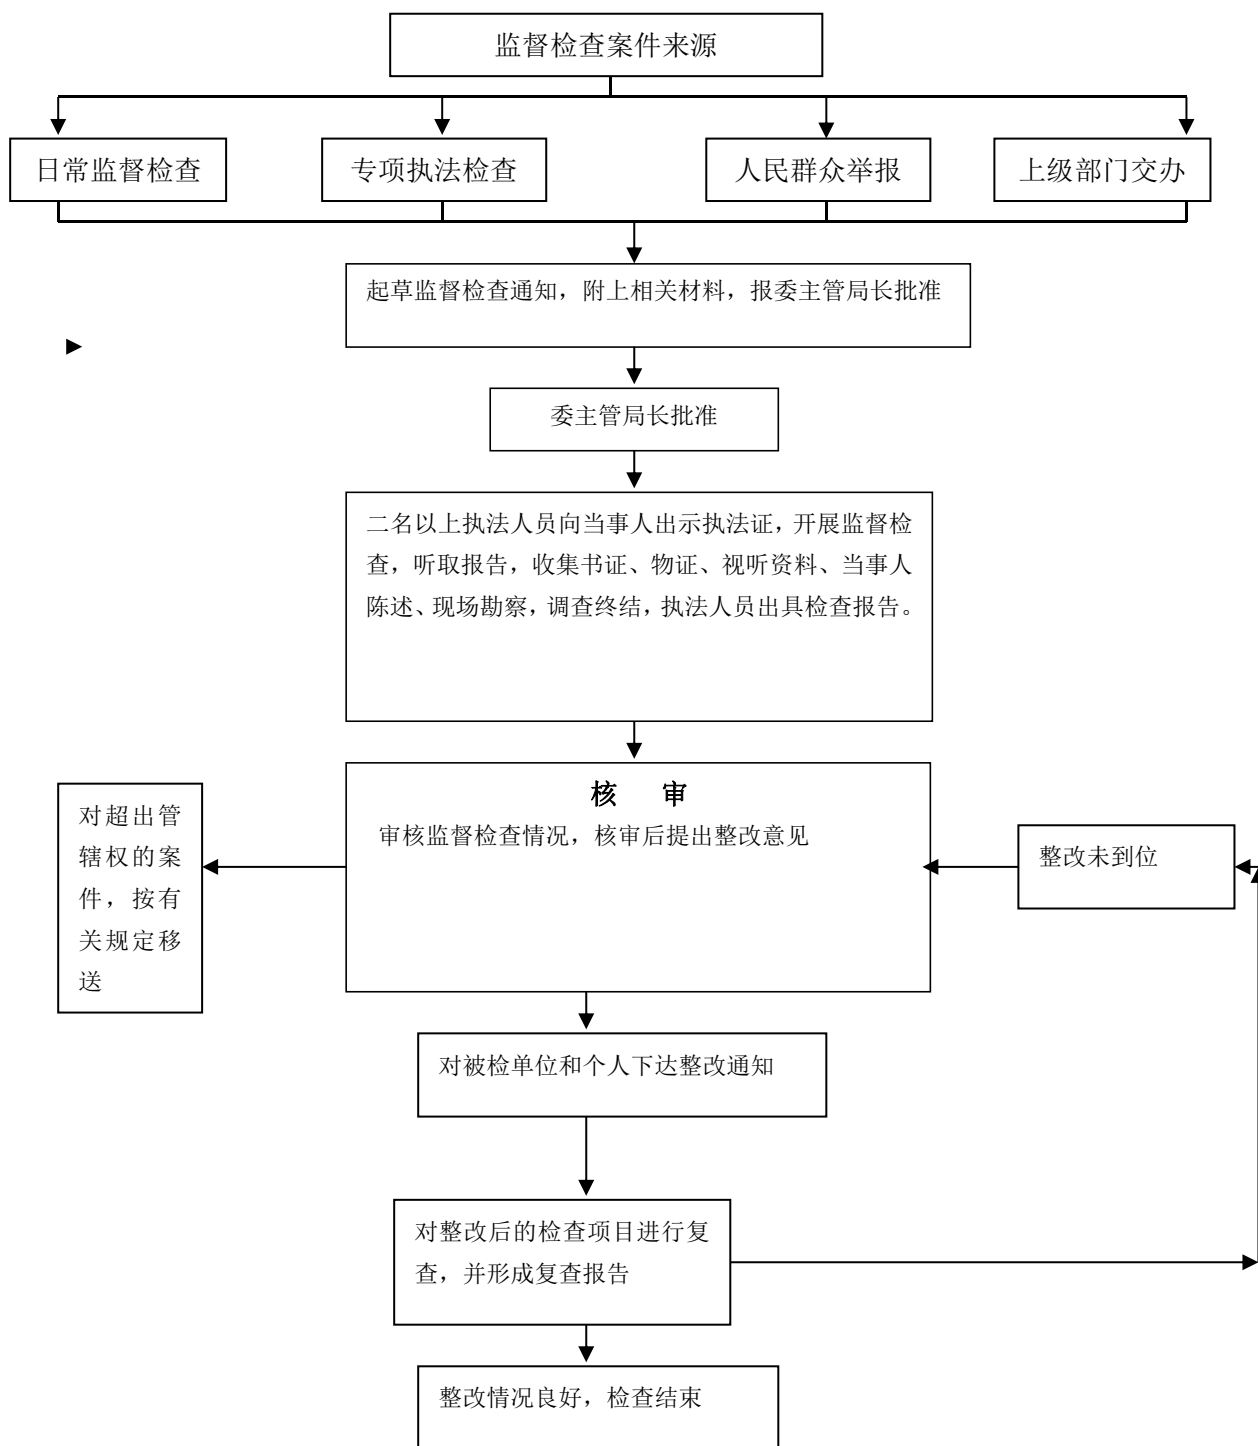 监督检查案件来源
日常监督检查
专项执法检查
人民群众举报
上级部门交办
起草监督检查通知，附上相关材料，报委主管局长批准
委主管局长批准
二名以上执法人员向当事人出示执法证，开展监督检
查，听取报告，收集书证、物证、视听资料、当事人
陈述、现场勘察，调查终结，执法人员出具检查报告。
核 审
审核监督检查情况，核审后提出整改意见
对超出管
辖权的案
件，按有
关规定移
送
整改未到位
对被检单位和个人下达整改通知
对整改后的检查项目进行复
查，并形成复查报告
整改情况良好，检查结束